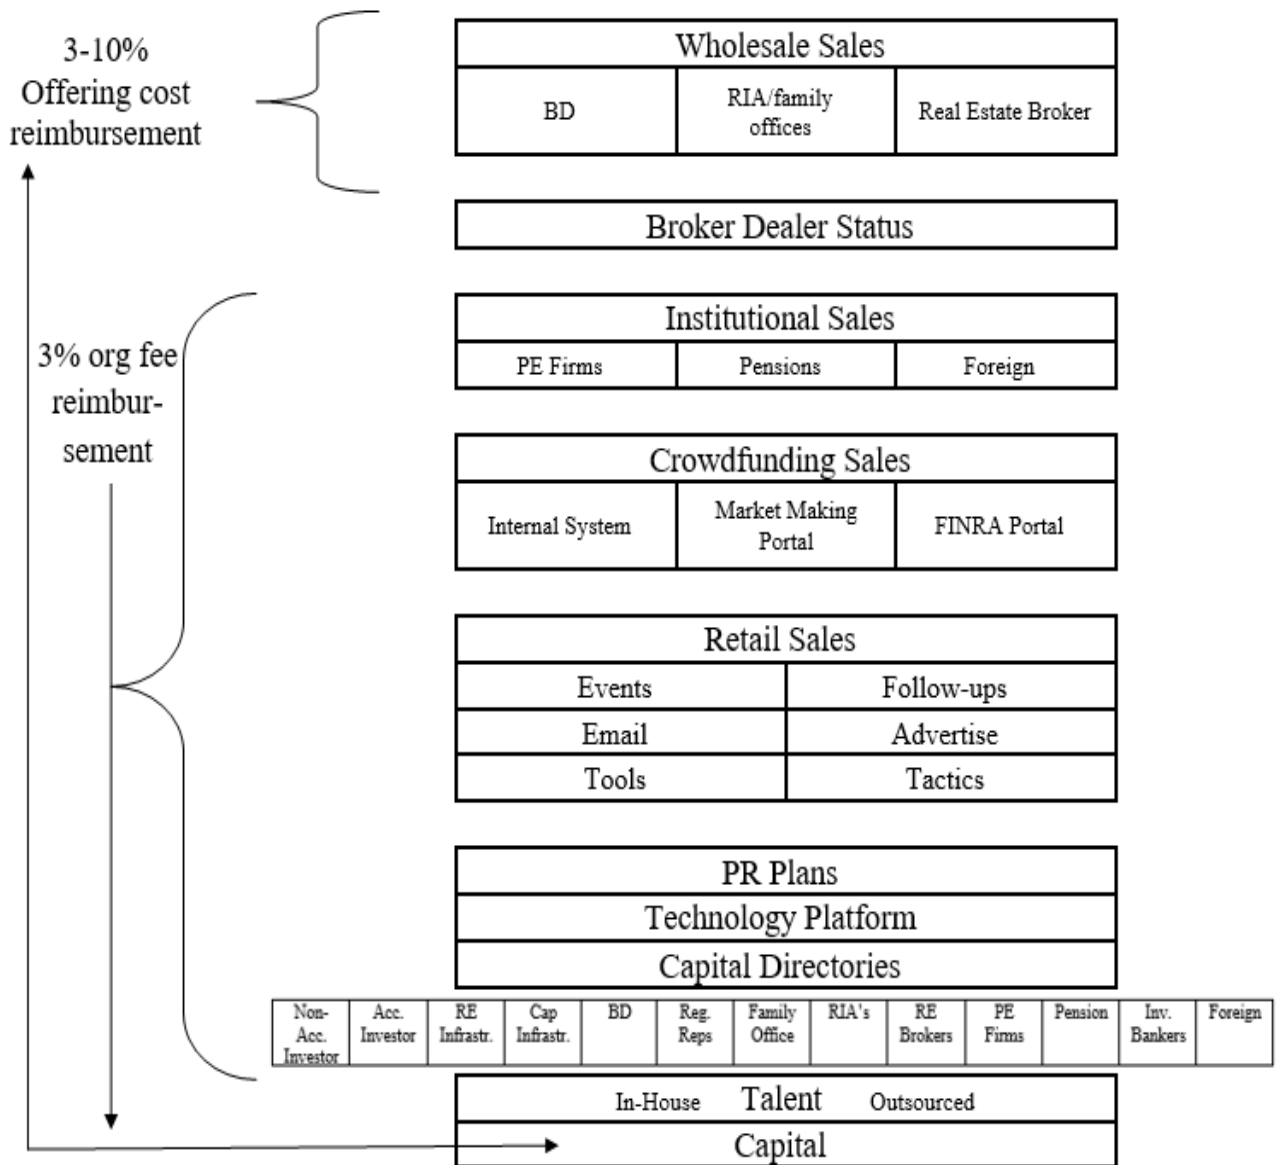 3-10%
Offering cost
reimbursement
Wholesale Sales
BD
RIA/family
offices
Real Estate Broker
Broker Dealer Status
3% org fee
reimbur-
sement
Institutional Sales
PE Firms
Pensions
Foreign
Crowdfunding Sales
Internal System
Market Making
Portal
FINRA Portal
Retail Sales
Events
Follow-ups
Email
Advertise
Tools
Tactics
PR Plans
Technology Platform
Capital Directories
Non-
Acc.
Investor
Acc.
Investor
RE
Infrastr.
Cap
Infrastr.
BD
Reg.
Reps
Family
Office
RIA's
RE
Brokers
PE
Firms
Pension
Inv.
Bankers
Foreign
In-House Talent Outsourced
Capital